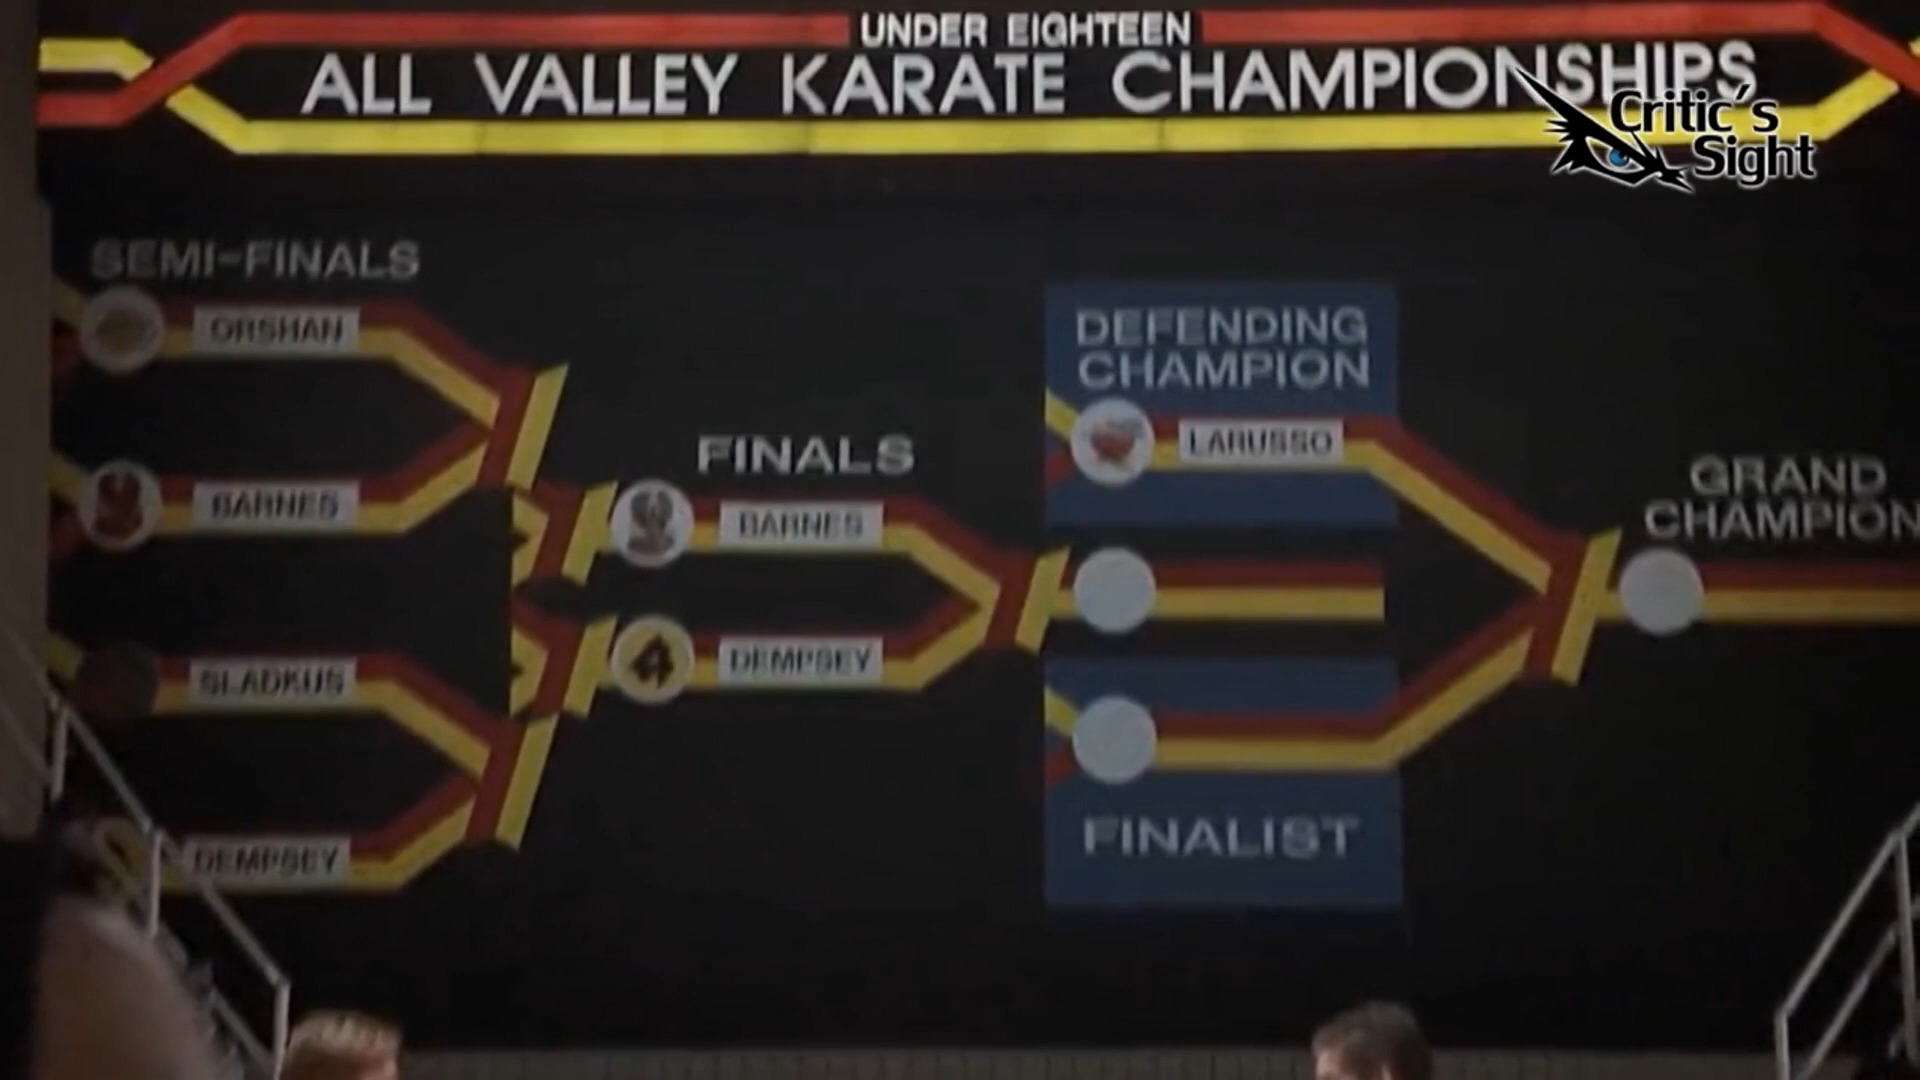 UNDER EIGHTEEN
ALL VALLEY KARATE CHAMPIONSHIPS
Critic's
Sight
SEMI-FINALS
ORSHAN
BARNES
SLADKUS
DEMPSEY
FINALS
BARNES
DEMPSEY
DEFENDING
CHAMPION
LARUSSO
FINALIST
GRAND
CHAMPION